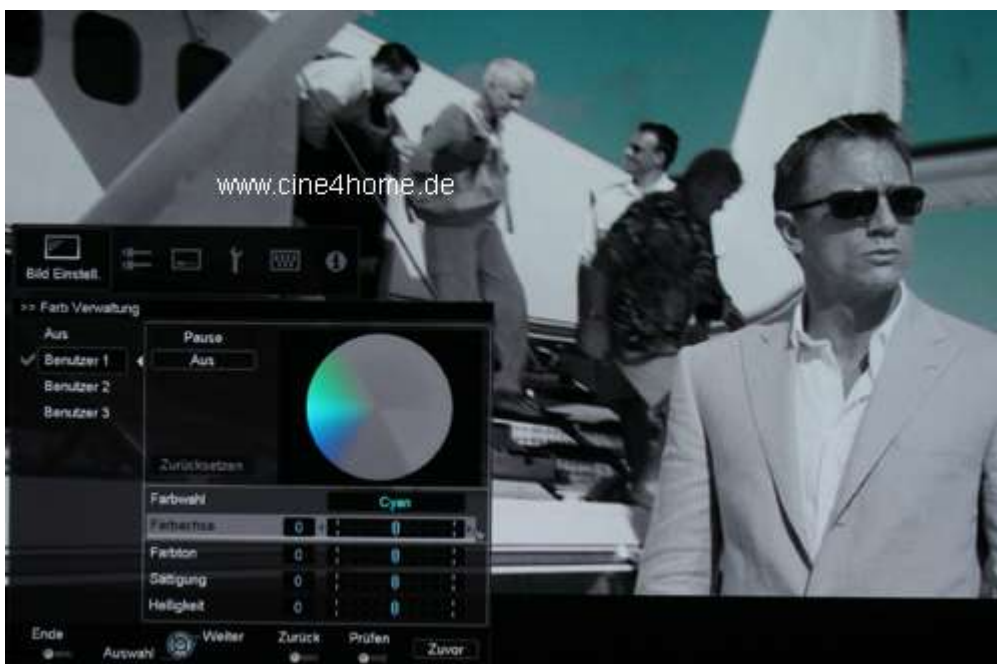 www.cine4home.de
Bild Einstell.
>> Farb Verwaltung
Aus
Benutzer 1
Benutzer 2
Benutzer 3
Pause
Aus
Zurücksetzen
Farbwahl Cyan
Farbachse 0 0
Farbton 0 0
Sättigung 0 0
Helligkeit 0 0
Ende
Auswahl
Weiter
Zurück
Prüfen
Zuvor